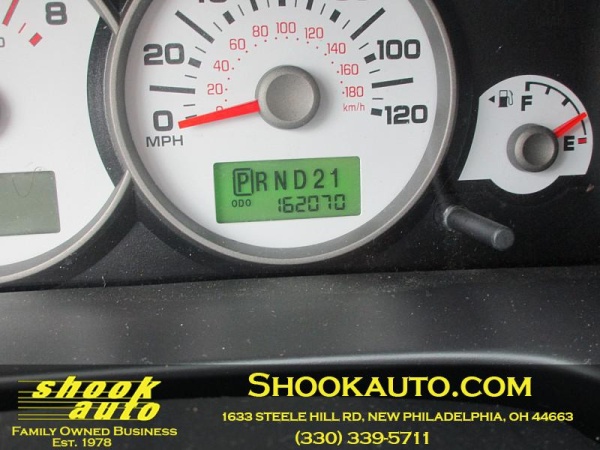 8
20
100
120
0
MPH
20
40
60
80
100
120
140
160
180
km/h
F
E
PRND21
ODO 162070
shook
auto
FAMILY OWNED BUSINESS
EST. 1978
SHOOKAUTO.COM
1633 STEELE HILL RD, NEW PHILADELPHIA, OH 44663
(330) 339-5711